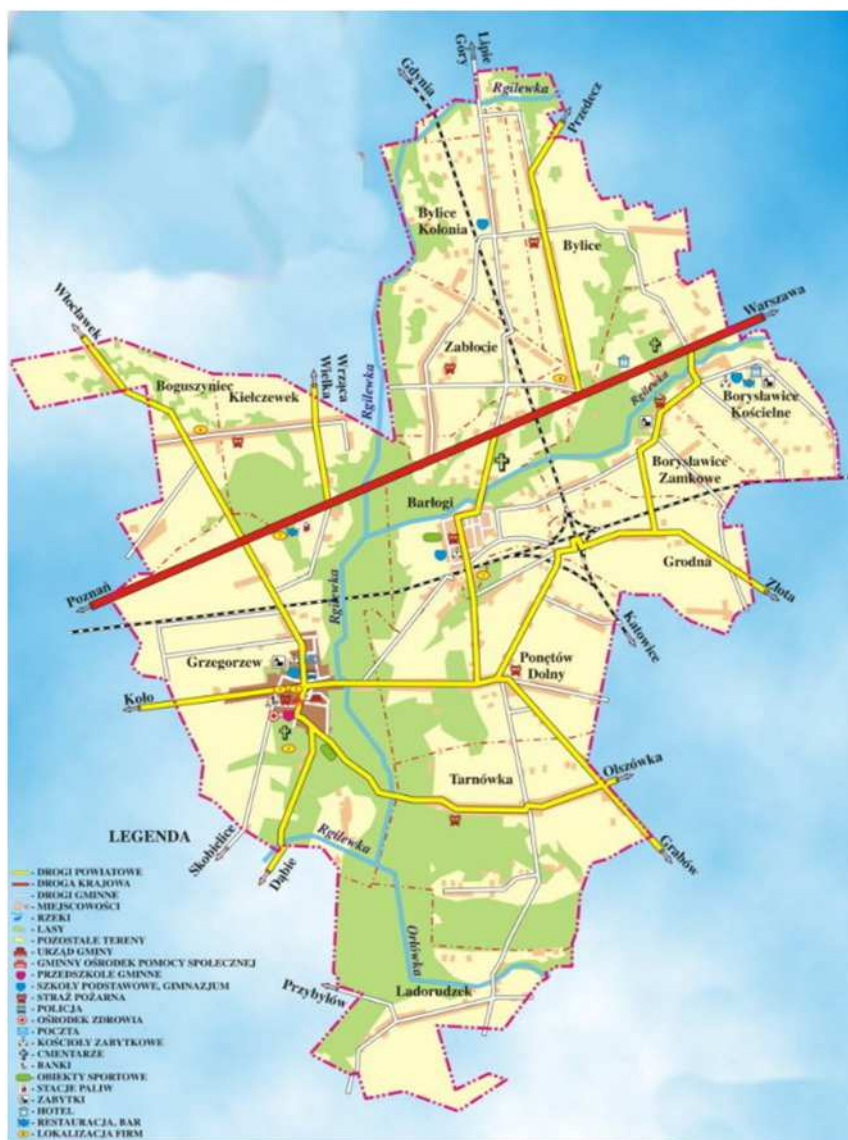 Lipie
Góry
Gdynia
Rgilewka
Przedecz
Bylice
Kolonia
Bylice
Włocławek
Warszawa
Wrząca
Wielka
Rgilewka
Zabłocie
Boguszyniec
Kiełczewek
Rgilewka
Borysławice
Kościelne
Borysławice
Zamkowe
Barłogi
Grodna
Poznań
Złota
Rgilewka
Katowice
Grzegorzew
Ponętów
Dolny
Koło
Olszówka
Tarnówka
Grabów
Skobielice
Rgilewka
Dąbie
Orłówka
Przybyłów
Ladorudzek
LEGENDA
- DROGI POWIATOWE
- DROGA KRAJOWA
- DROGI GMINNE
- MIEJSCOWOŚCI
- RZEKI
- LASY
- POZOSTAŁE TERENY
- URZĄD GMINY
- GMINNY OŚRODEK POMOCY SPOŁECZNEJ
- PRZEDSZKOLE GMINNE
- SZKOŁY PODSTAWOWE, GIMNAZJUM
- STRAŻ POŻARNA
- POLICJA
- OŚRODEK ZDROWIA
- POCZTA
- KOŚCIOŁY ZABYTKOWE
- CMENTARZE
- BANKI
- OBIEKTY SPORTOWE
- STACJE PALIW
- ZABYTKI
- HOTEL
- RESTAURACJA, BAR
- LOKALIZACJA FIRM